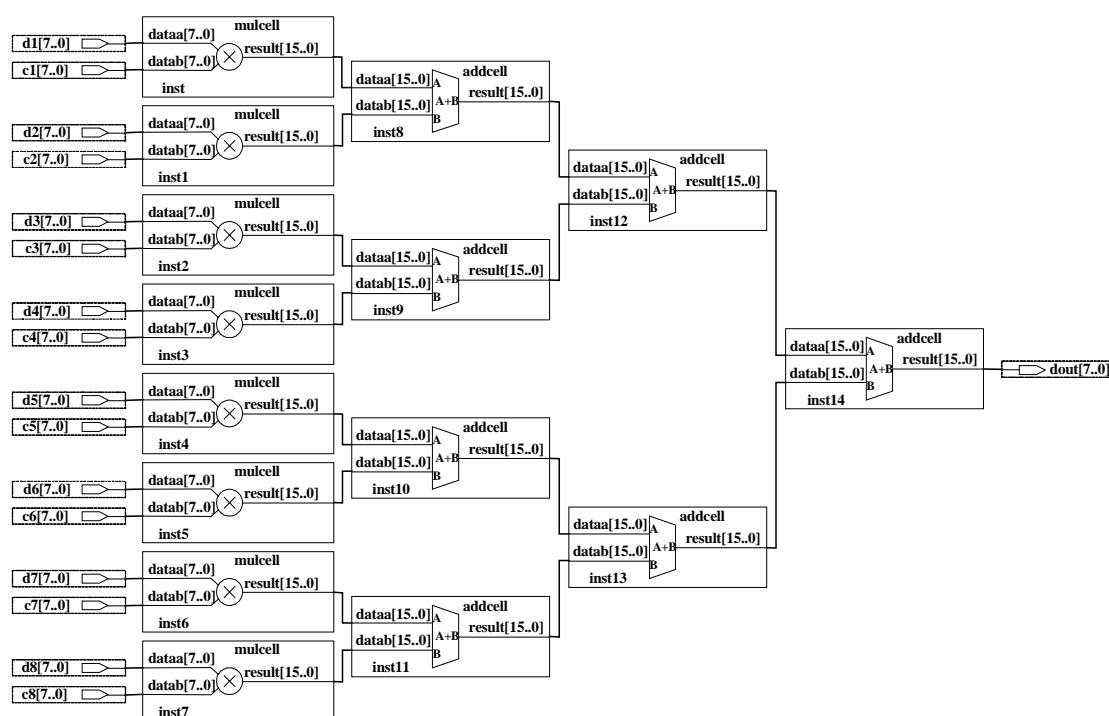 mulcell
d1[7..0]
dataa[7..0]
result[15..0]
c1[7..0]
datab[7..0]
inst
mulcell
d2[7..0]
dataa[7..0]
result[15..0]
c2[7..0]
datab[7..0]
inst1
addcell
dataa[15..0]
A
result[15..0]
A+B
datab[15..0]
B
inst8
mulcell
d3[7..0]
dataa[7..0]
result[15..0]
c3[7..0]
datab[7..0]
inst2
mulcell
d4[7..0]
dataa[7..0]
result[15..0]
c4[7..0]
datab[7..0]
inst3
addcell
dataa[15..0]
A
result[15..0]
A+B
datab[15..0]
B
inst9
addcell
dataa[15..0]
A
result[15..0]
A+B
datab[15..0]
B
inst12
mulcell
d5[7..0]
dataa[7..0]
result[15..0]
c5[7..0]
datab[7..0]
inst4
mulcell
d6[7..0]
dataa[7..0]
result[15..0]
c6[7..0]
datab[7..0]
inst5
addcell
dataa[15..0]
A
result[15..0]
A+B
datab[15..0]
B
inst10
mulcell
d7[7..0]
dataa[7..0]
result[15..0]
c7[7..0]
datab[7..0]
inst6
mulcell
d8[7..0]
dataa[7..0]
result[15..0]
c8[7..0]
datab[7..0]
inst7
addcell
dataa[15..0]
A
result[15..0]
A+B
datab[15..0]
B
inst11
addcell
dataa[15..0]
A
result[15..0]
A+B
datab[15..0]
B
inst13
addcell
dataa[15..0]
A
result[15..0]
A+B
datab[15..0]
B
inst14
dout[7..0]